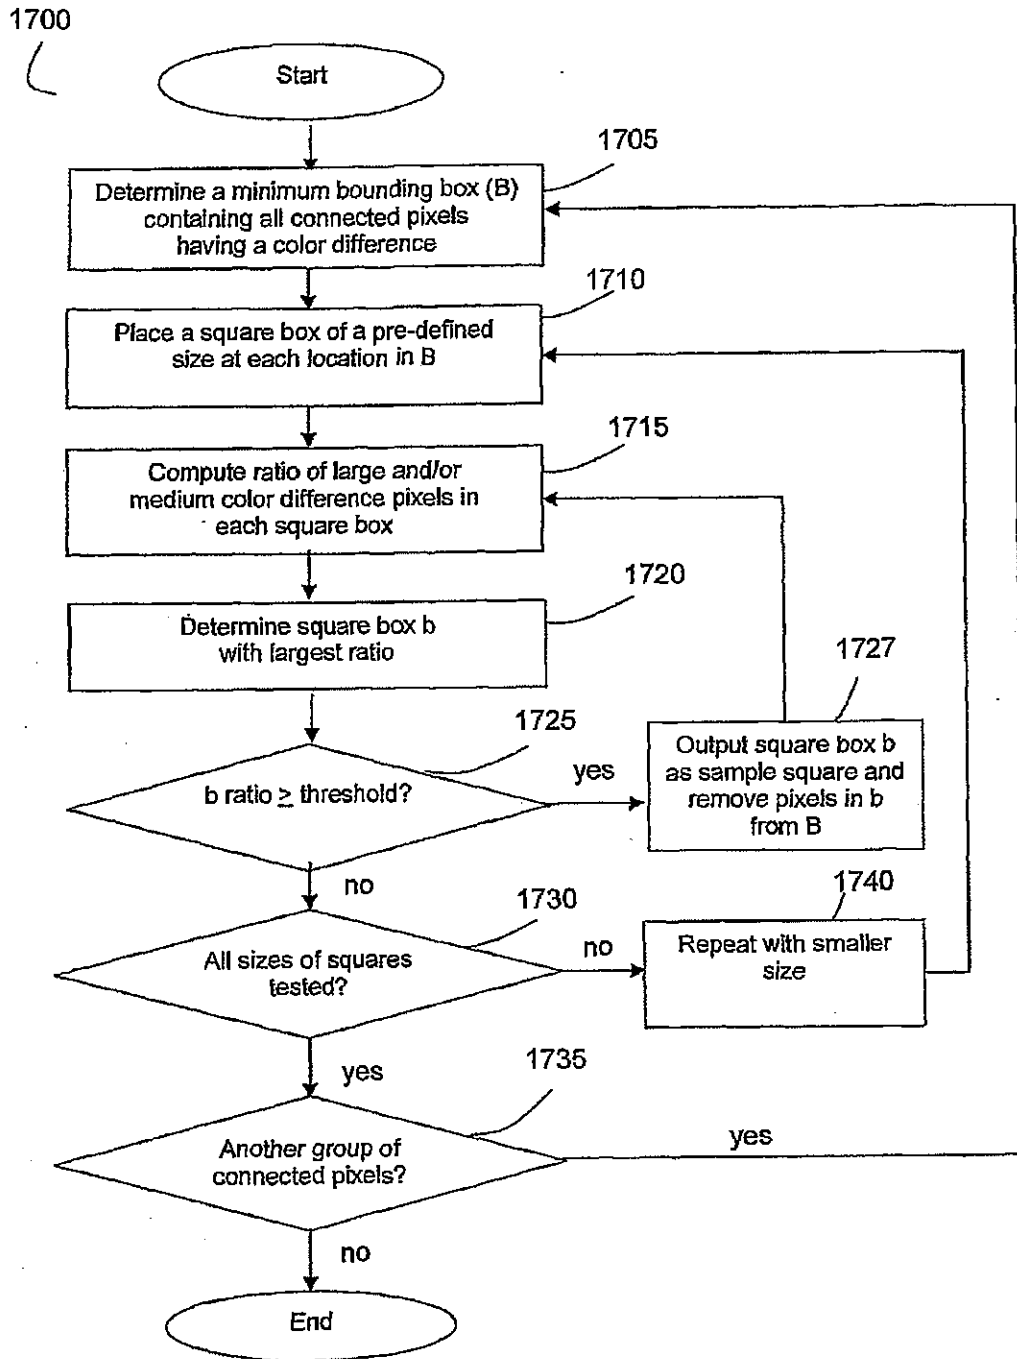 1700
Start
1705
Determine a minimum bounding box (B)
containing all connected pixels
having a color difference
1710
Place a square box of a pre-defined
size at each location in B
1715
Compute ratio of large and/or
medium color difference pixels in
each square box
1720
Determine square box b
with largest ratio
1727
Output square box b
as sample square and
remove pixels in b
from B
1725
b ratio ≥ threshold?
yes
no
1730
All sizes of squares
tested?
no
1740
Repeat with smaller
size
yes
1735
Another group of
connected pixels?
yes
no
End